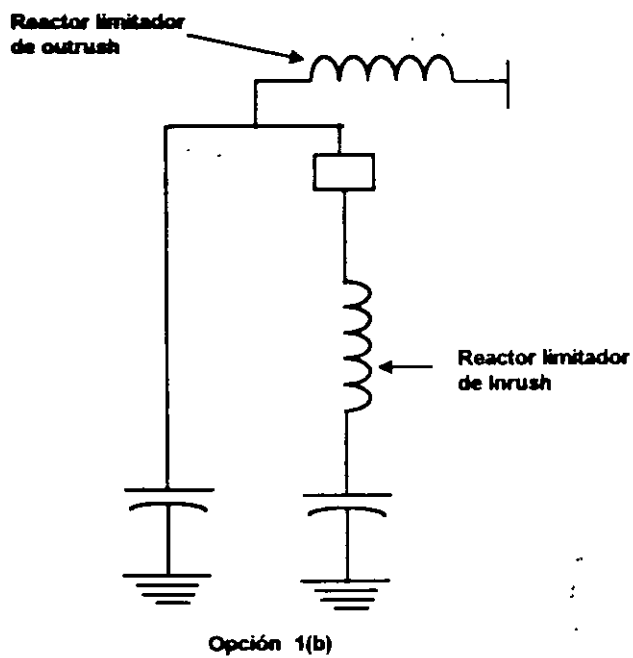 Reactor limitador
de outrush
Reactor limitador
de Inrush
Opción 1(b)